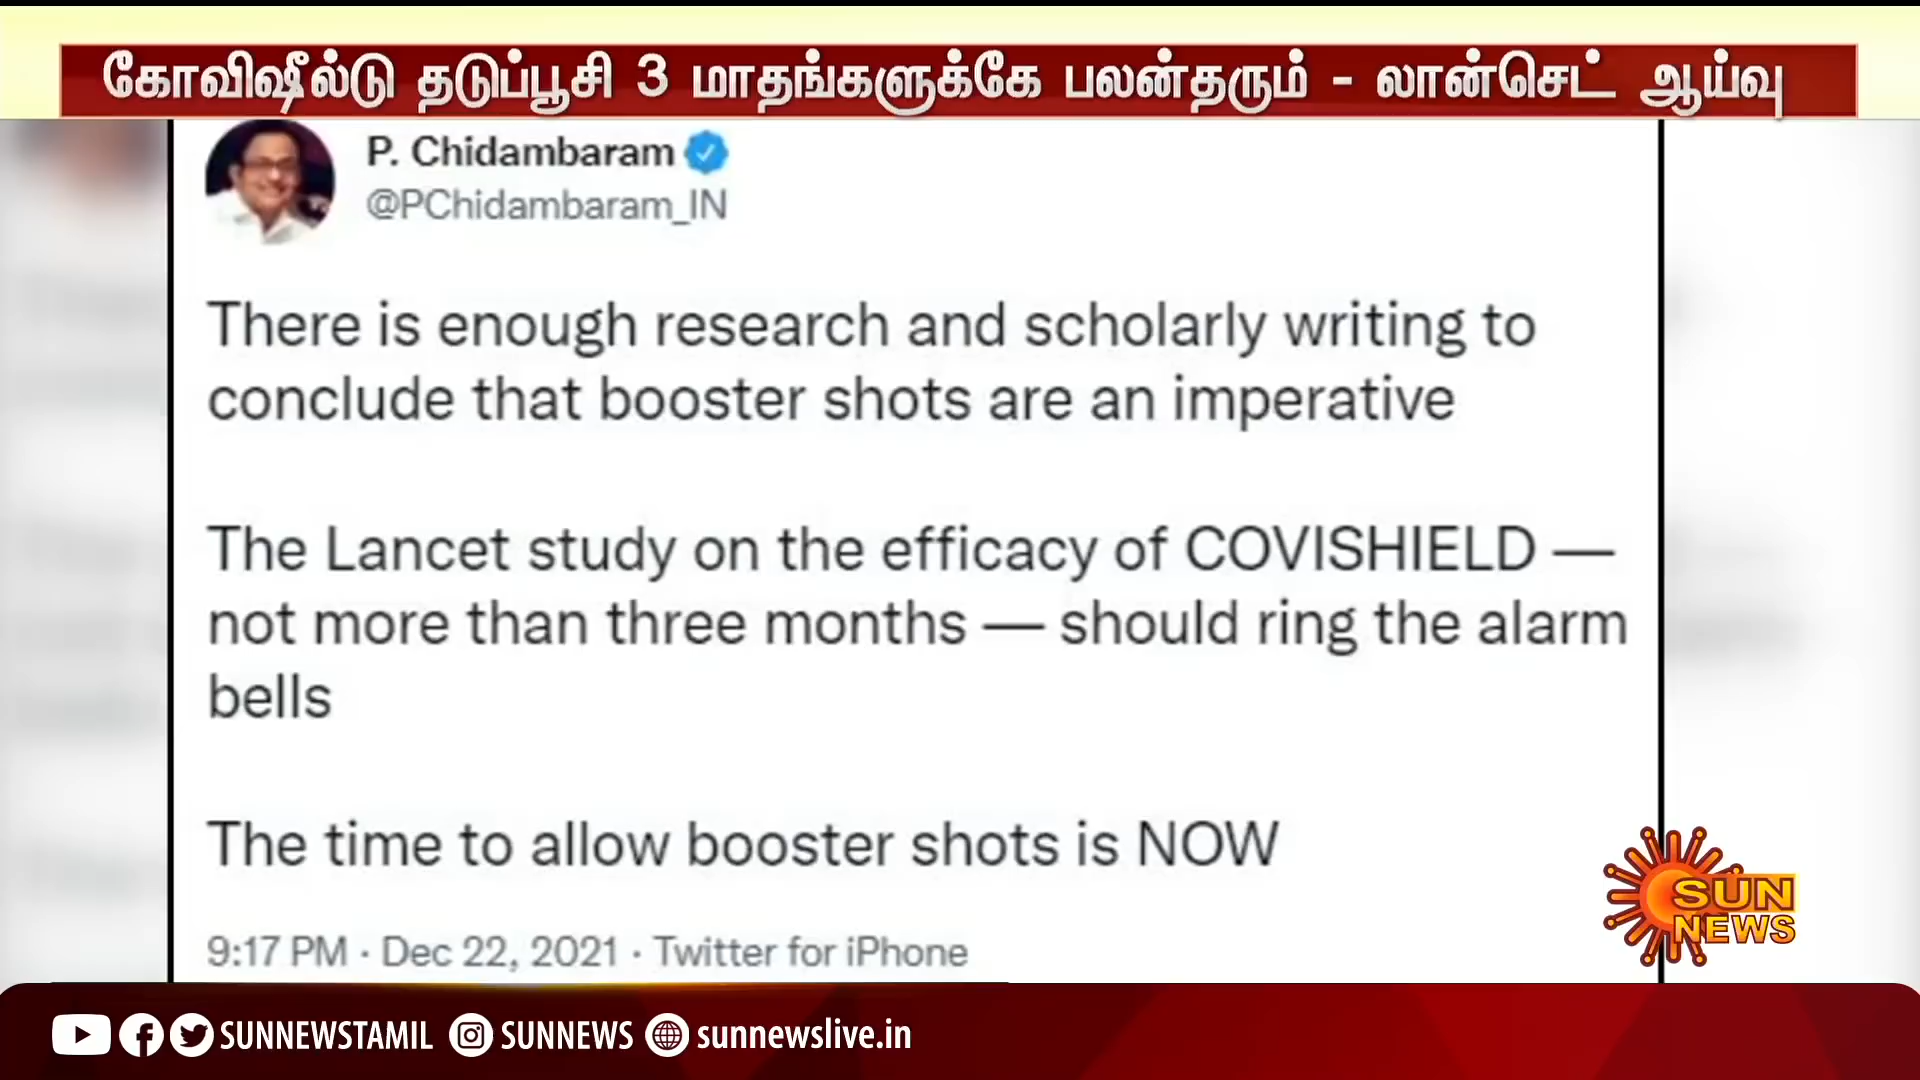 கோவிஷீல்டு தடுப்பூசி 3 மாதங்களுக்கே பலன்தரும் - லான்செட் ஆய்வு
P. Chidambaram
@PChidambaram_IN
There is enough research and scholarly writing to
conclude that booster shots are an imperative
The Lancet study on the efficacy of COVISHIELD —
not more than three months — should ring the alarm
bells
The time to allow booster shots is NOW
9:17 PM · Dec 22, 2021 · Twitter for iPhone
SUN
NEWS
SUNNEWSTAMIL SUNNEWS sunnewslive.in